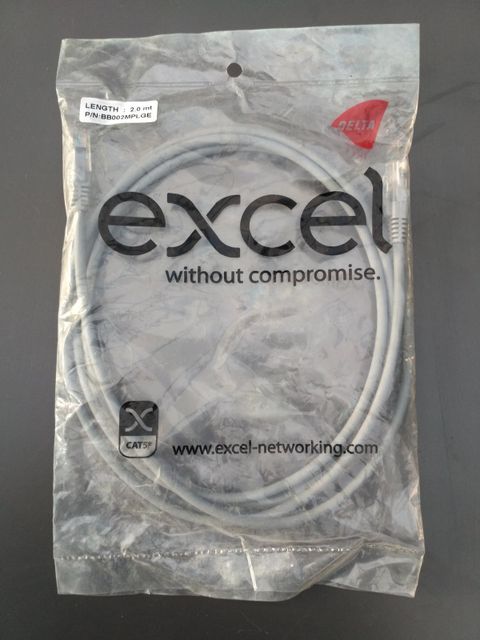 LENGTH : 2.0 mt
P/N:BB002MPLGE
DELTA
excel
without compromise.
CAT5E
www.excel-networking.com